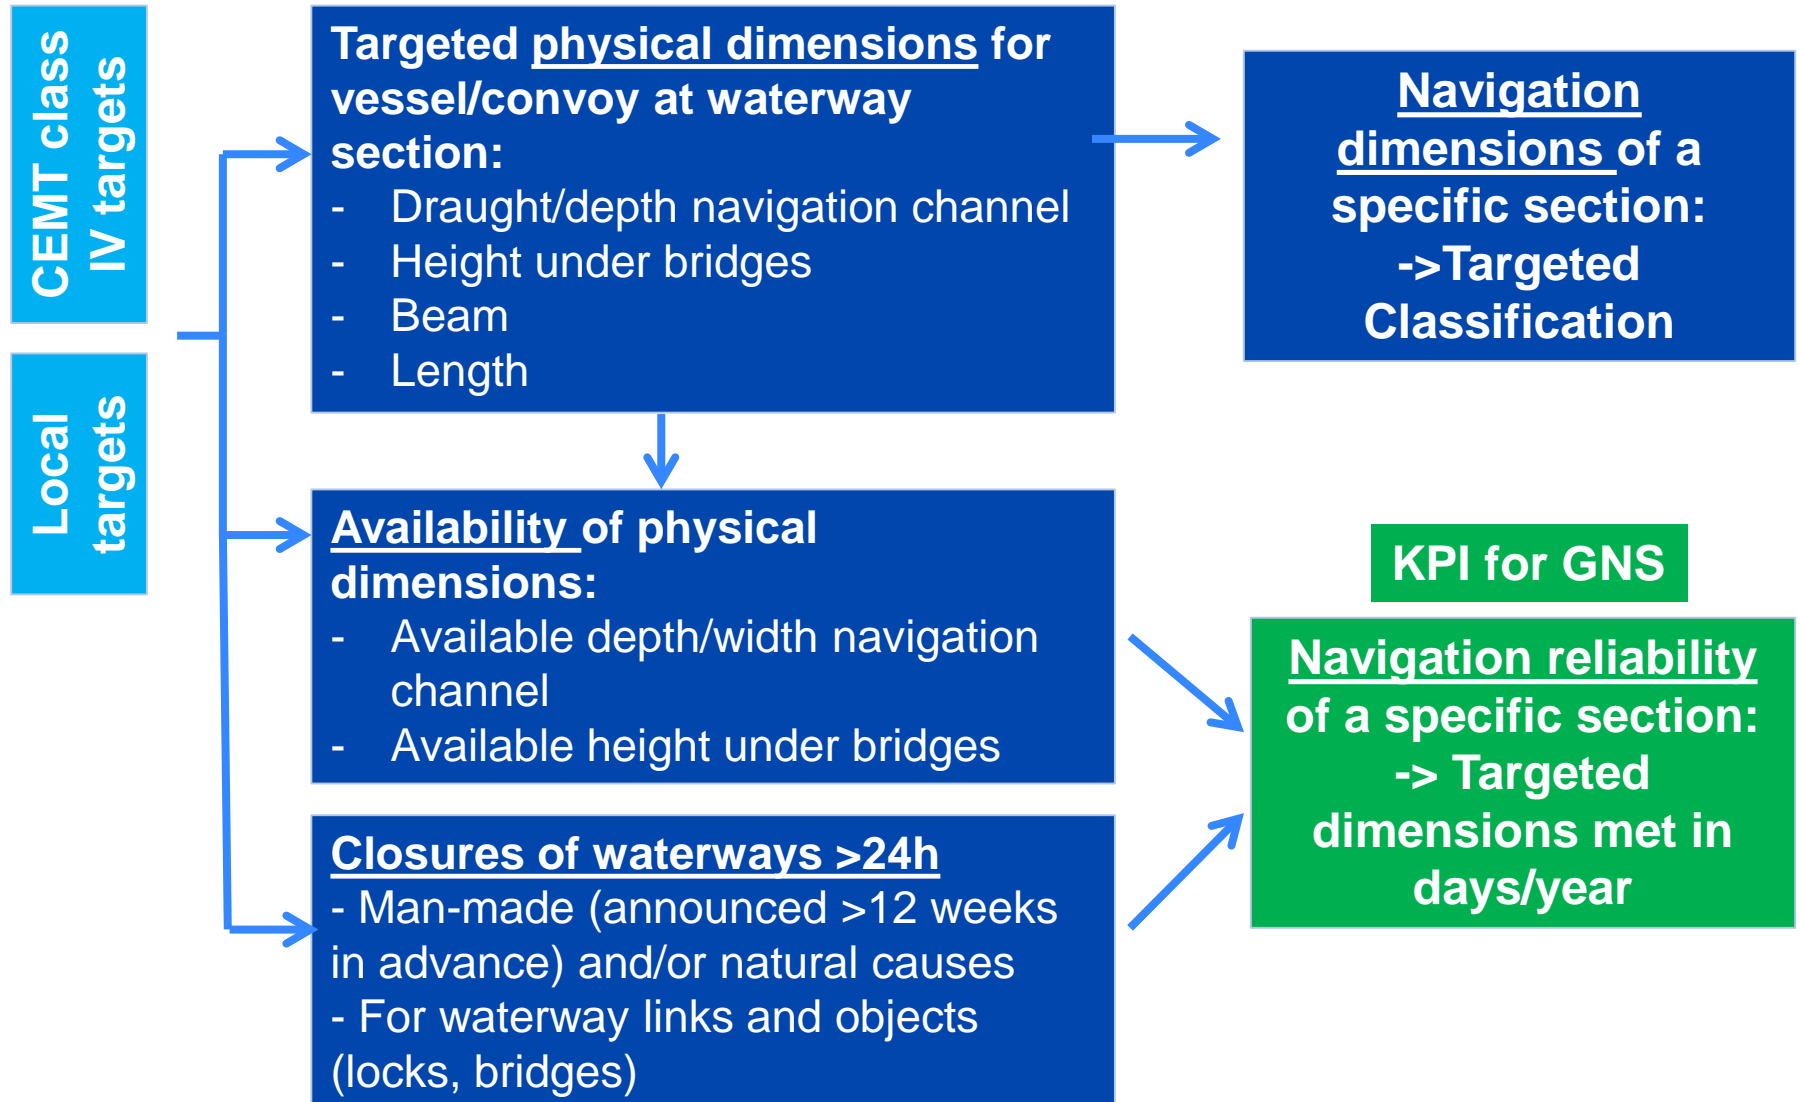 CEMT class
IV targets
Local
targets
Targeted physical dimensions for
vessel/convoy at waterway
section:
- Draught/depth navigation channel
- Height under bridges
- Beam
- Length
Navigation
dimensions of a
specific section:
->Targeted
Classification
Availability of physical
dimensions:
- Available depth/width navigation
channel
- Available height under bridges
Closures of waterways >24h
- Man-made (announced >12 weeks
in advance) and/or natural causes
- For waterway links and objects
(locks, bridges)
KPI for GNS
Navigation reliability
of a specific section:
-> Targeted
dimensions met in
days/year